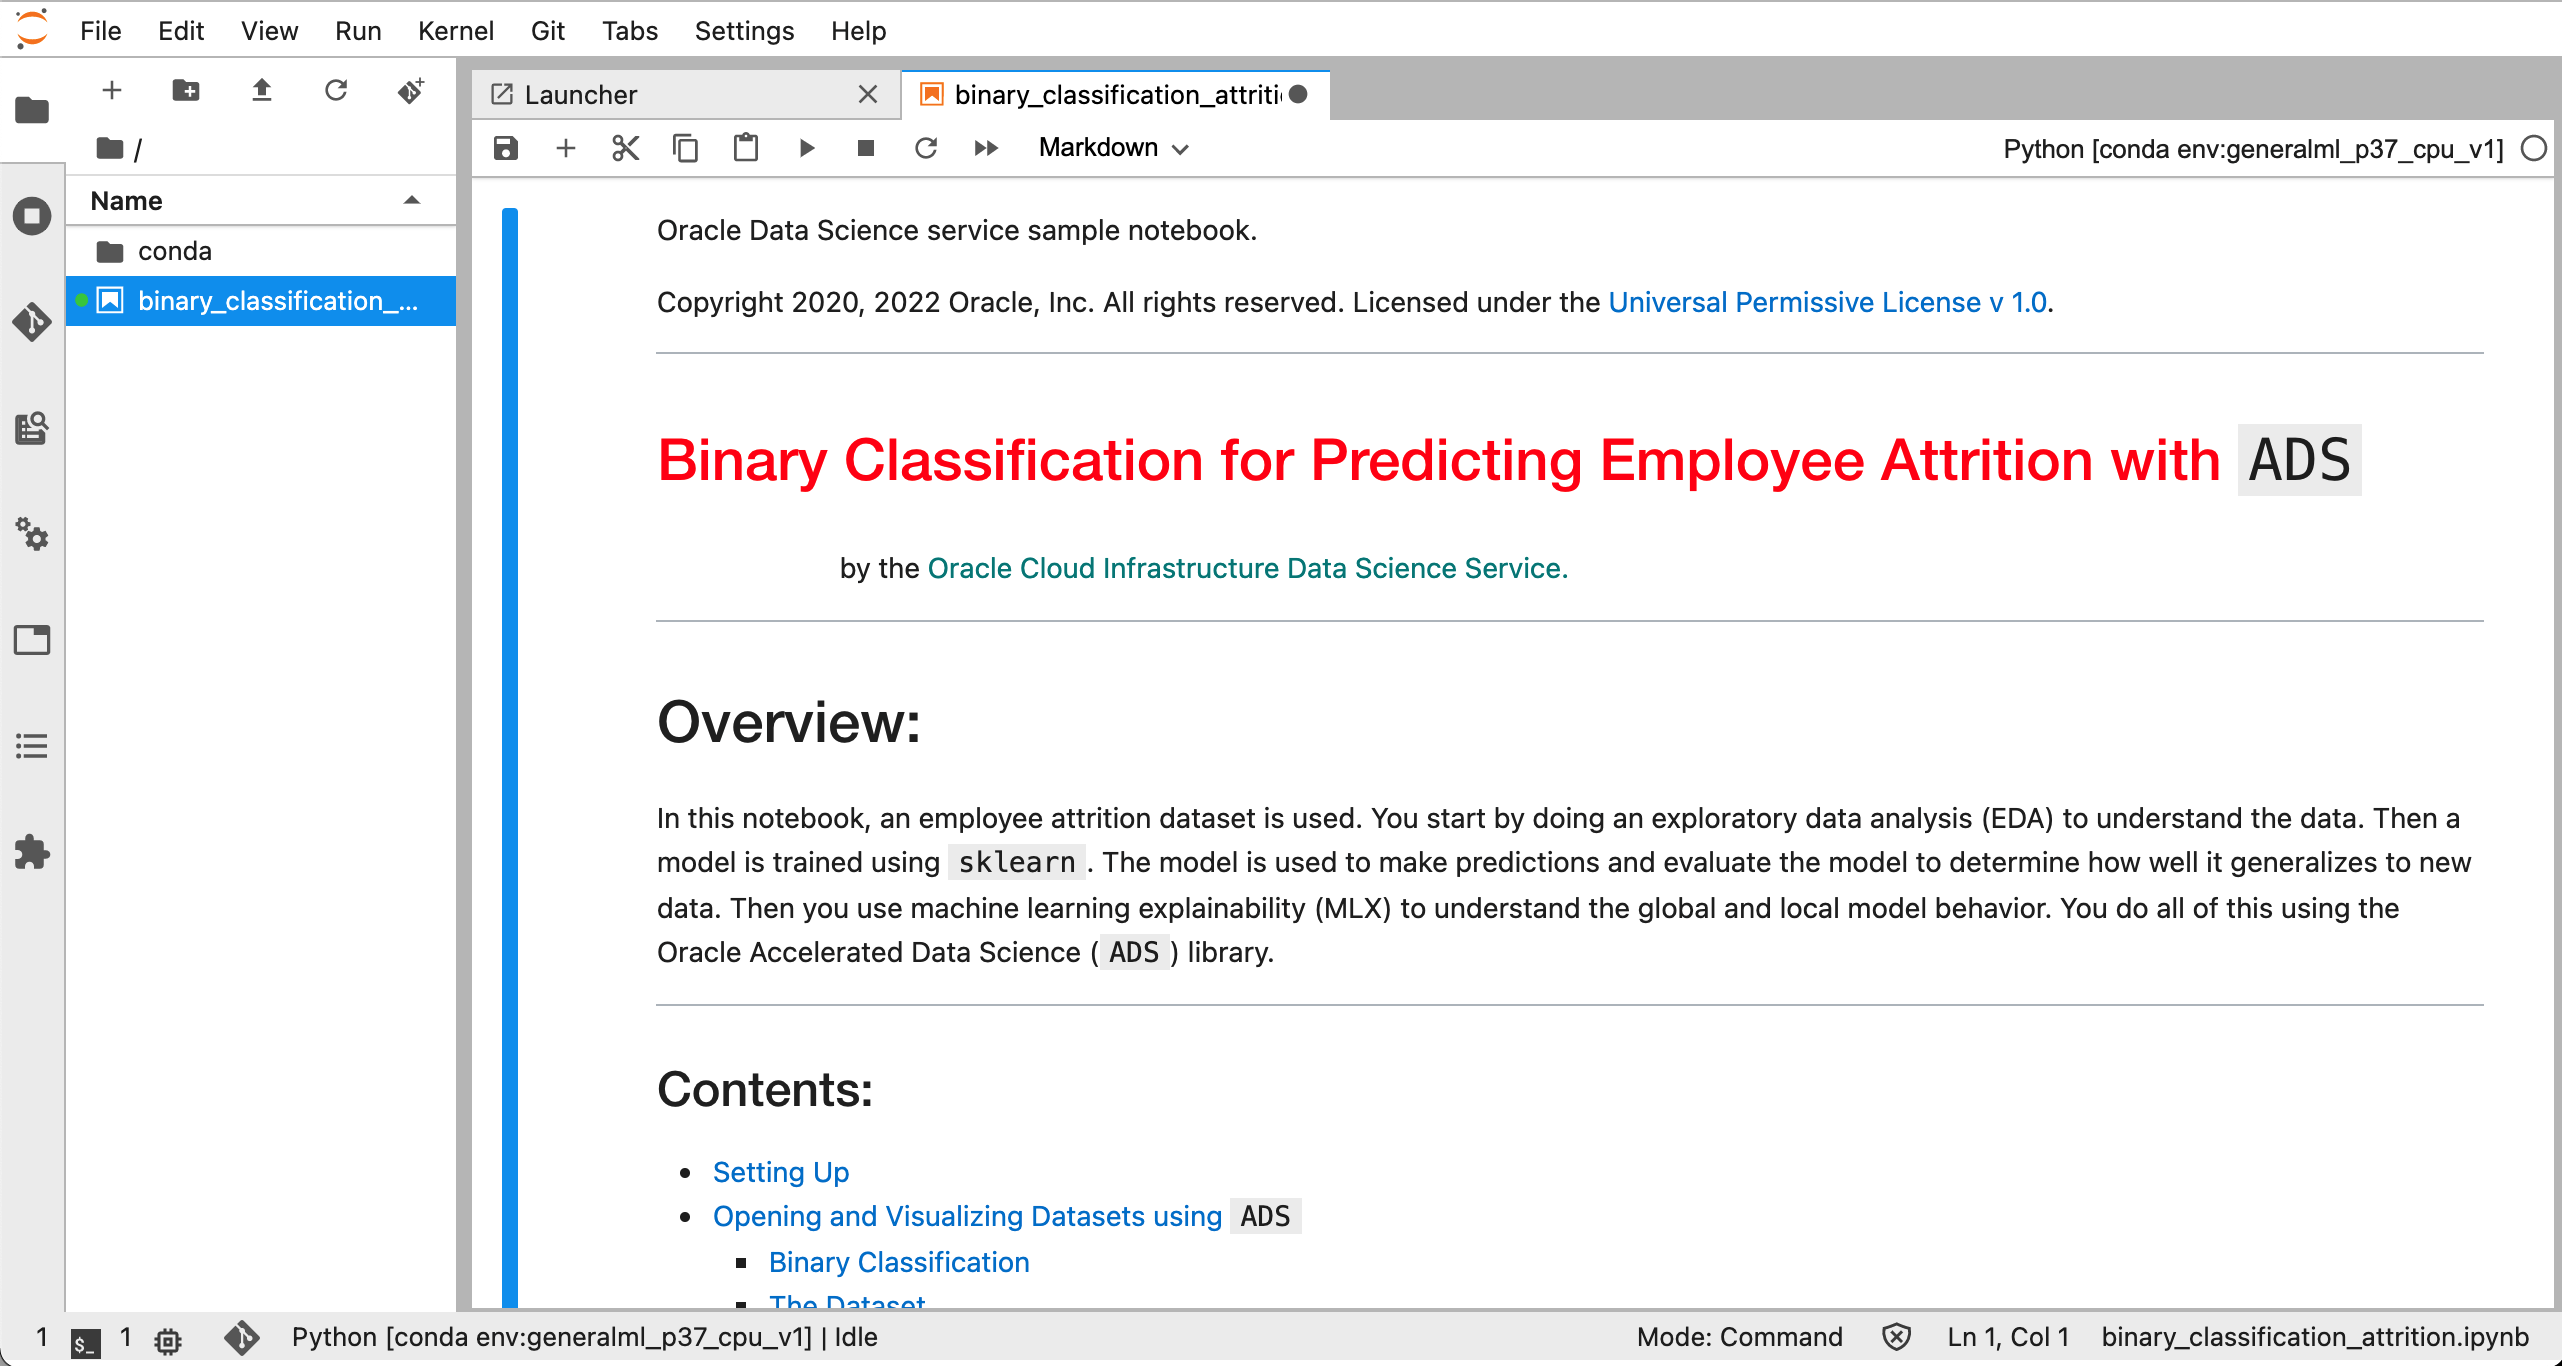 File Edit View Run Kernel Git Tabs Settings Help
/
Name
conda
binary_classification_...
Launcher
binary_classification_attriti
Markdown
Python [conda env:generalml_p37_cpu_v1]
Oracle Data Science service sample notebook.
Copyright 2020, 2022 Oracle, Inc. All rights reserved. Licensed under the Universal Permissive License v 1.0.
Binary Classification for Predicting Employee Attrition with ADS
by the Oracle Cloud Infrastructure Data Science Service.
Overview:
In this notebook, an employee attrition dataset is used. You start by doing an exploratory data analysis (EDA) to understand the data. Then a
model is trained using sklearn. The model is used to make predictions and evaluate the model to determine how well it generalizes to new
data. Then you use machine learning explainability (MLX) to understand the global and local model behavior. You do all of this using the
Oracle Accelerated Data Science (ADS) library.
Contents:
• Setting Up
• Opening and Visualizing Datasets using ADS
▪ Binary Classification
▪ The Dataset
1 $_ 1 Python [conda env:generalml_p37_cpu_v1] | Idle Mode: Command Ln 1, Col 1 binary_classification_attrition.ipynb